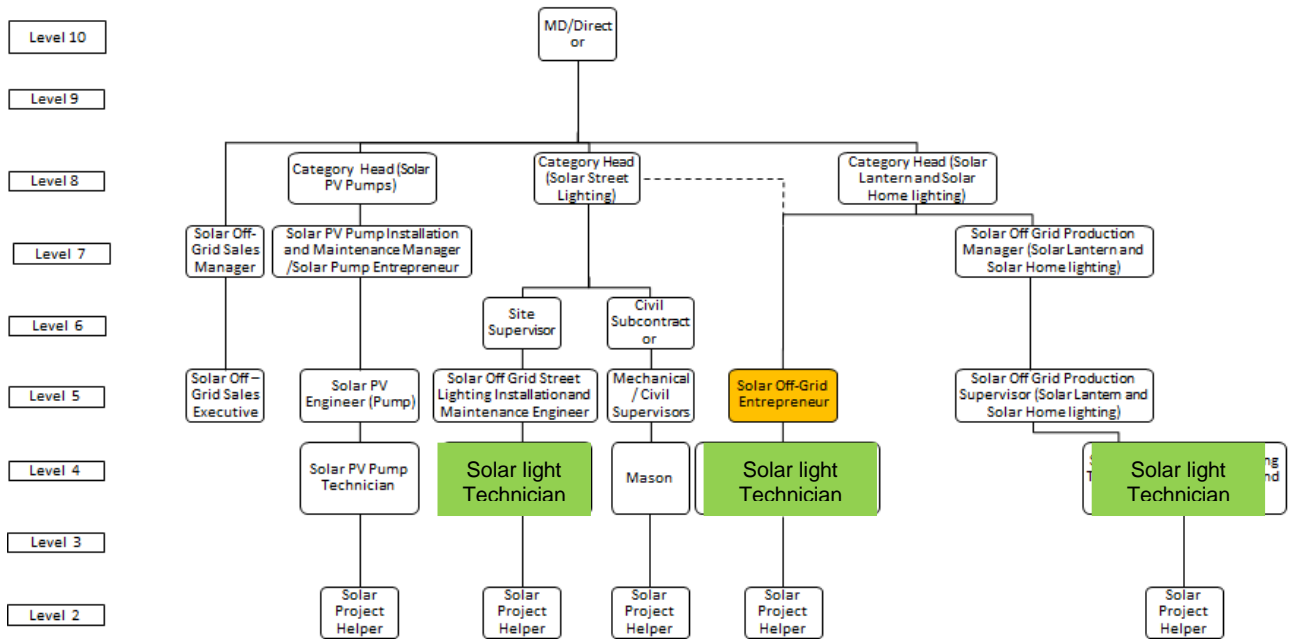 Level 10
MD/Direct
or
Level 9
Level 8
Category Head (Solar
PV Pumps)
Category Head
(Solar Street
Lighting)
Category Head (Solar
Lantern and Solar
Home lighting)
Level 7
Solar Off-
Grid Sales
Manager
Solar PV Pump Installation
and Maintenance Manager
/Solar Pump Entrepreneur
Solar Off Grid Production
Manager (Solar Lantern and
Solar Home lighting)
Level 6
Site
Supervisor
Civil
Subcontract
or
Level 5
Solar Off –
Grid Sales
Executive
Solar PV
Engineer (Pump)
Solar Off Grid Street
Lighting Installation and
Maintenance Engineer
Mechanical
/ Civil
Supervisors
Solar Off-Grid
Entrepreneur
Solar Off Grid Production
Supervisor (Solar Lantern and
Solar Home lighting)
Level 4
Solar PV Pump
Technician
Solar light
Technician
Mason
Solar light
Technician
Solar light
Technician
Level 3
Level 2
Solar
Project
Helper
Solar
Project
Helper
Solar
Project
Helper
Solar
Project
Helper
Solar
Project
Helper